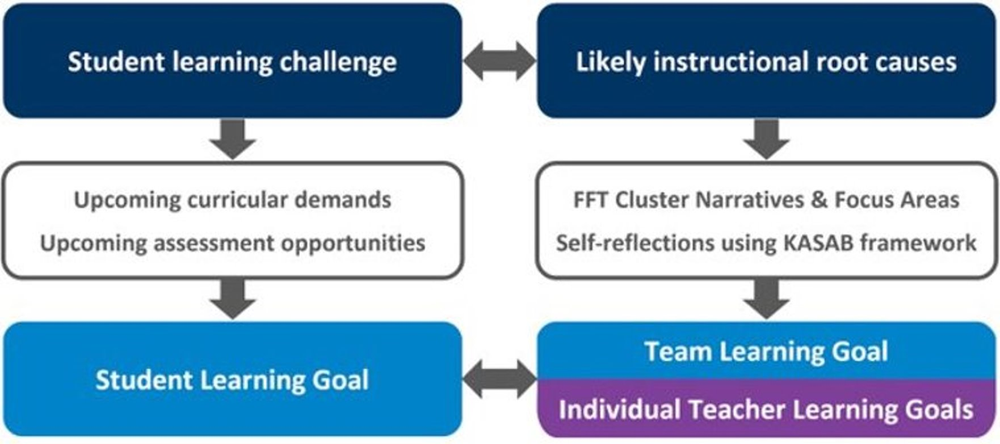 Student learning challenge
Likely instructional root causes
Upcoming curricular demands
Upcoming assessment opportunities
FFT Cluster Narratives & Focus Areas
Self-reflections using KASAB framework
Student Learning Goal
Team Learning Goal
Individual Teacher Learning Goals